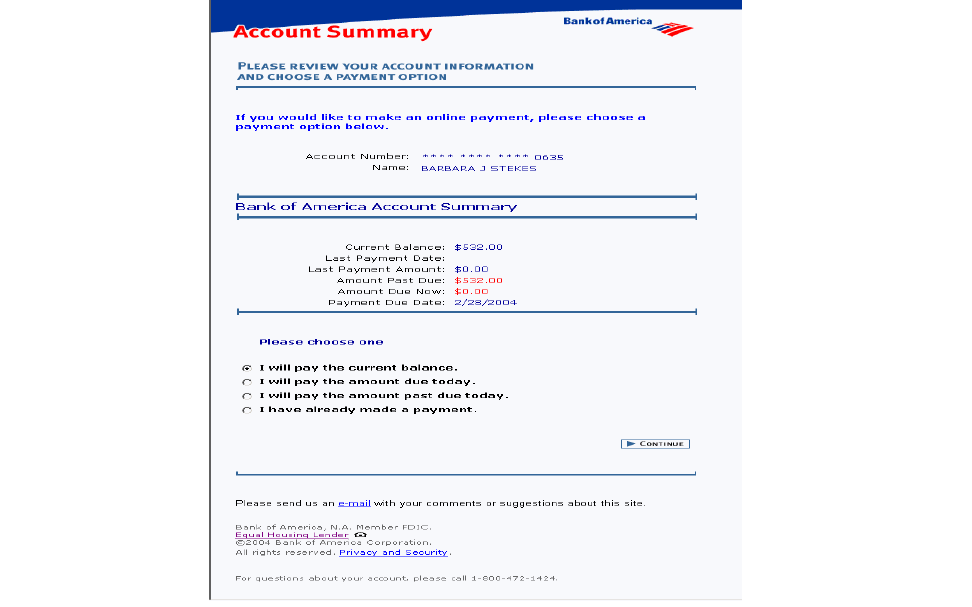 Bank of America
Account Summary
PLEASE REVIEW YOUR ACCOUNT INFORMATION
AND CHOOSE A PAYMENT OPTION
If you would like to make an online payment, please choose a
payment option below.
Account Number: **** **** **** 0635
Name: BARBARA J STEKES
Bank of America Account Summary
Current Balance: $532.00
Last Payment Date:
Last Payment Amount: $0.00
Amount Past Due: $532.00
Amount Due Now: $0.00
Payment Due Date: 2/28/2004
Please choose one
I will pay the current balance.
I will pay the amount due today.
I will pay the amount past due today.
I have already made a payment.
CONTINUE
Please send us an e-mail with your comments or suggestions about this site.
Bank of America, N.A. Member FDIC.
Equal Housing Lender
©2004 Bank of America Corporation.
All rights reserved. Privacy and Security.
For questions about your account, please call 1-800-472-1424.